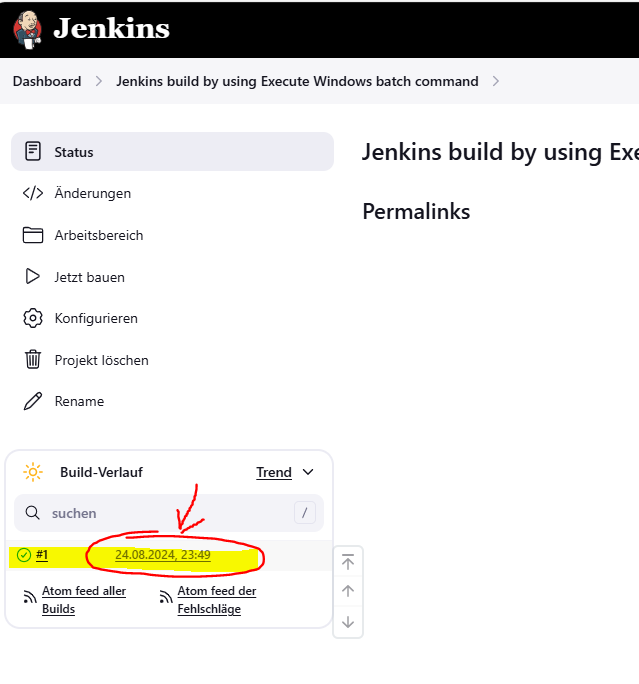 Jenkins
Dashboard > Jenkins build by using Execute Windows batch command >
Status
Änderungen
Arbeitsbereich
Jetzt bauen
Konfigurieren
Projekt löschen
Rename
Jenkins build by using Exe
Permalinks
Build-Verlauf Trend
suchen /
#1 24.08.2024, 23:49
Atom feed aller Builds
Atom feed der Fehlschläge